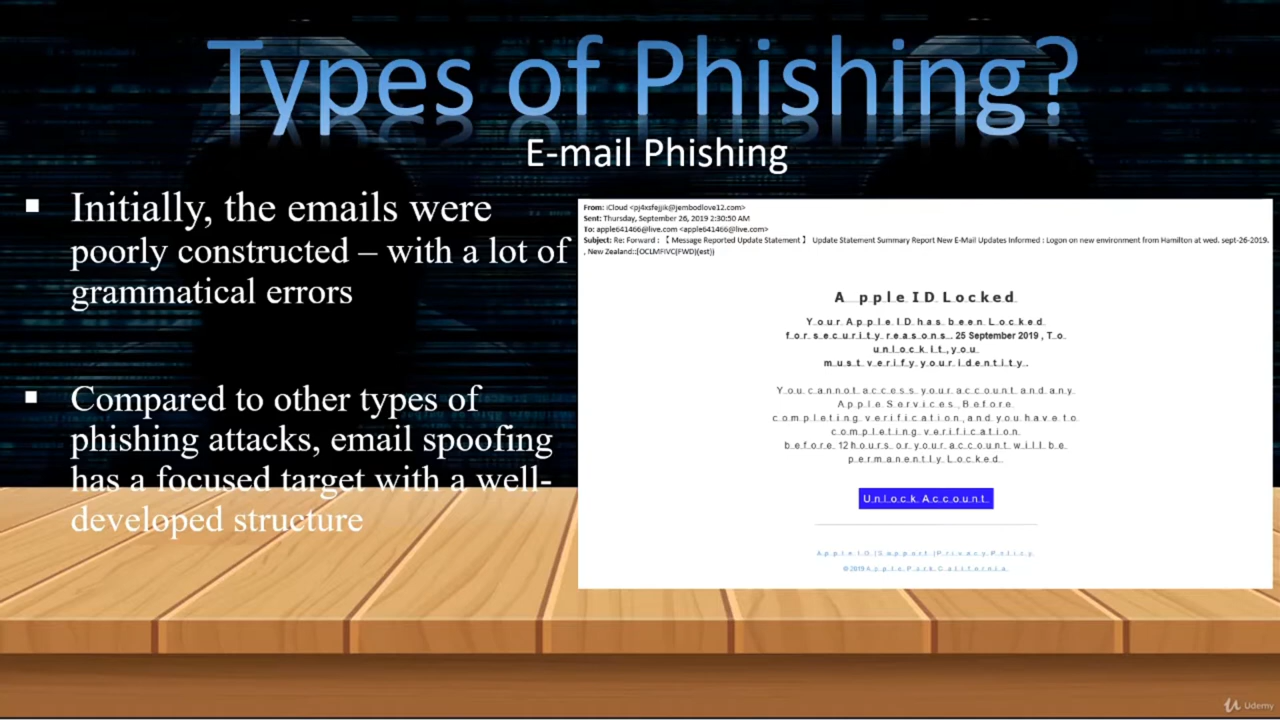 Types of Phishing?
E-mail Phishing
▪ Initially, the emails were
poorly constructed – with a lot of
grammatical errors
▪ Compared to other types of
phishing attacks, email spoofing
has a focused target with a well-
developed structure
From: iCloud <pj4xsfejjik@jembodlove12.com>
Sent: Thursday, September 26, 2019 2:30:50 AM
To: apple641466@live.com <apple641466@live.com>
Subject: Re: Forward : 【 Message Reported Update Statement 】 Update Statement Summary Report New E-Mail Updates Informed : Logon on new environment from Hamilton at wed. sept-26-2019.
, New Zealand::[OCLMFIVC(FWD)(est)]
A pple ID Locked
Your Apple ID has been Locked
for security reasons.. 25 September 2019 , To
unlock it, you
must verify your identity..
You cannot access your account and any
Apple Services, Before
completing verification, and you have to
completing verification
before 12 hours or your account will be
permanently Locked..
Unlock Account
Apple ID | Support | Privacy Policy
© 2019 Apple Park California
Udemy